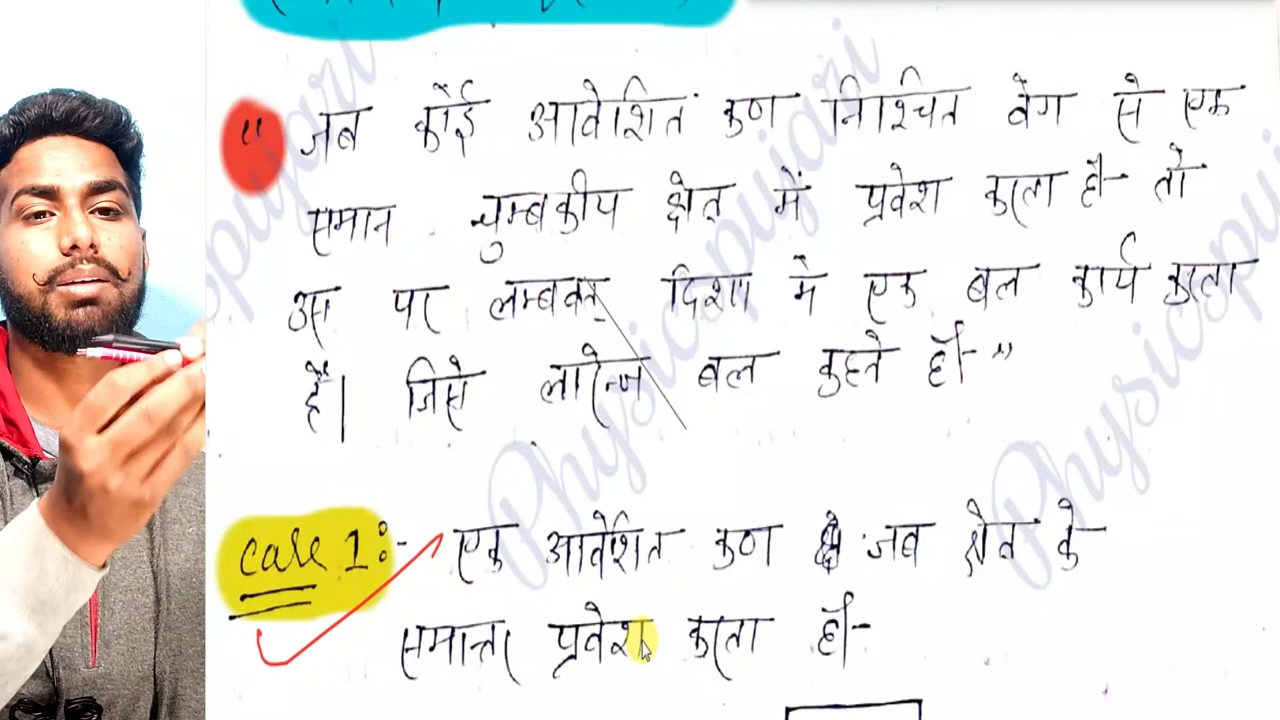 “ जब कोई आवेशित कण निश्चित वेग से एक
समान चुम्बकीय क्षेत्र में प्रवेश करता है- तो
उस पर लम्बवत् दिशा में एक बल कार्य करता
है। जिसे लारेन्ज बल कहते है- ”
Case 1:- एक आवेशित कण जब क्षेत्र के
समान्तर प्रवेश करता है-
Physicspujari